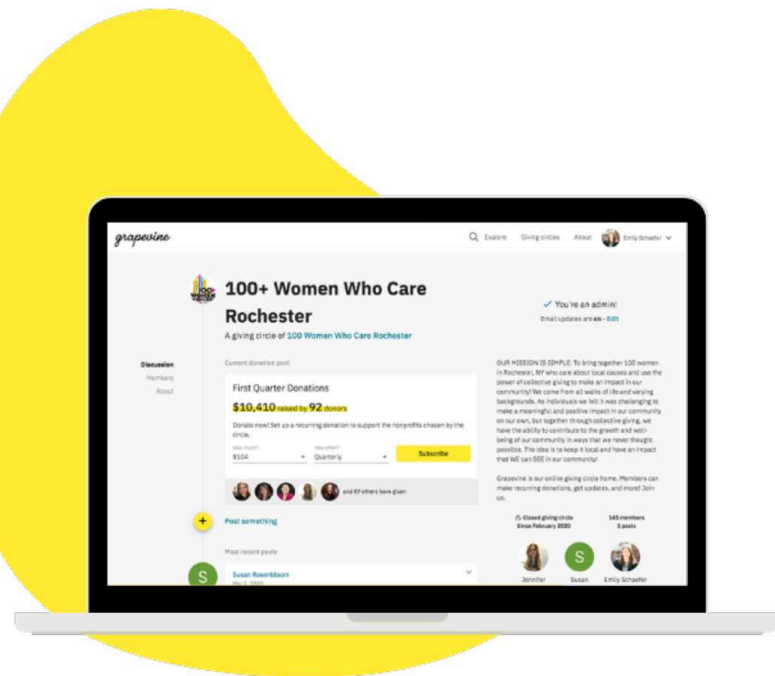 grapevine
Explore Giving circles About Emily Schaefer
100+ Women Who Care
Rochester
A giving circle of 100 Women Who Care Rochester
✓ You're an admin!
Email updates are on - Edit
Discussion
Members
About
Current donation pool
First Quarter Donations
$10,410 raised by 92 donors
Donate now! Set up a recurring donation to support the nonprofits chosen by the
circle.
How much?
How often?
$104
Quarterly
Subscribe
and 87 others have given
+
Post something
Most recent posts
S
Susan Rosenbloom
OUR MISSION IS SIMPLE: To bring together 100 women
in Rochester, NY who care about local causes and use the
power of collective giving to make an impact in our
community! We come from all walks of life and varying
backgrounds. As individuals we felt it was challenging to
make a meaningful and positive impact in our community
on our own, but together through collective giving, we
have the ability to contribute to the growth and well-
being of our community in ways that we never thought
possible. The idea is to keep it local and have an impact
that WE can SEE in our community!
Grapevine is our online giving circle home. Members can
make recurring donations, get updates, and more! Join
us.
Closed giving circle
Since February 2020
145 members
2 posts
S
Jennifer
Susan
Emily Schaefer